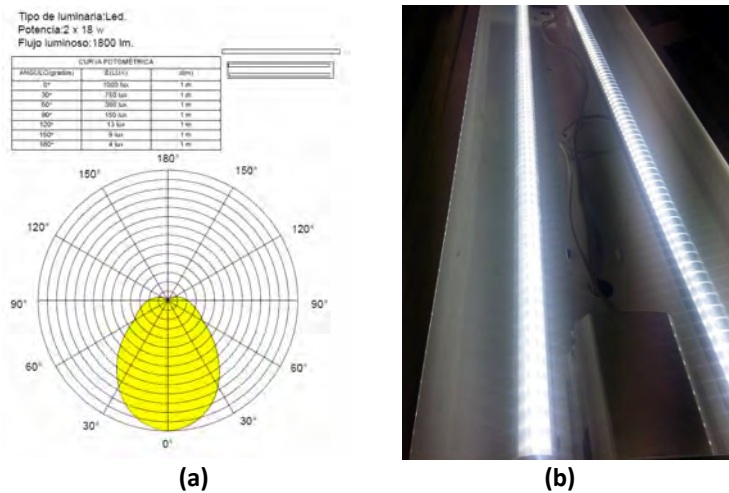 Tipo de luminaria:Led.
Potencia:2 x 18 w
Flujo luminoso:1800 lm.
CURVA FOTOMÉTRICA
ANGULO(grados) E(LUX) d(m)
0° 1000 lux 1 m
30° 750 lux 1 m
60° 300 lux 1 m
90° 150 lux 1 m
120° 13 lux 1 m
150° 9 lux 1 m
180° 4 lux 1 m
180°
150° 150°
120° 120°
90° 90°
60° 60°
30° 30°
0°
(a) (b)